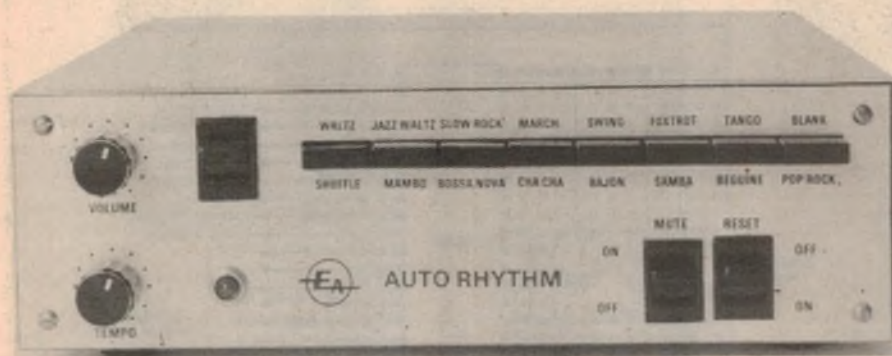 WALTZ JAZZ WALTZ SLOW ROCK MARCH SWING FOXTROT TANGO BLANK
SHUFFLE MAMBO BOSSA NOVA CHA CHA BAJON SAMBA BEGUINE POP ROCK
VOLUME
MUTE RESET
ON OFF
EA AUTO RHYTHM
OFF ON
TEMPO